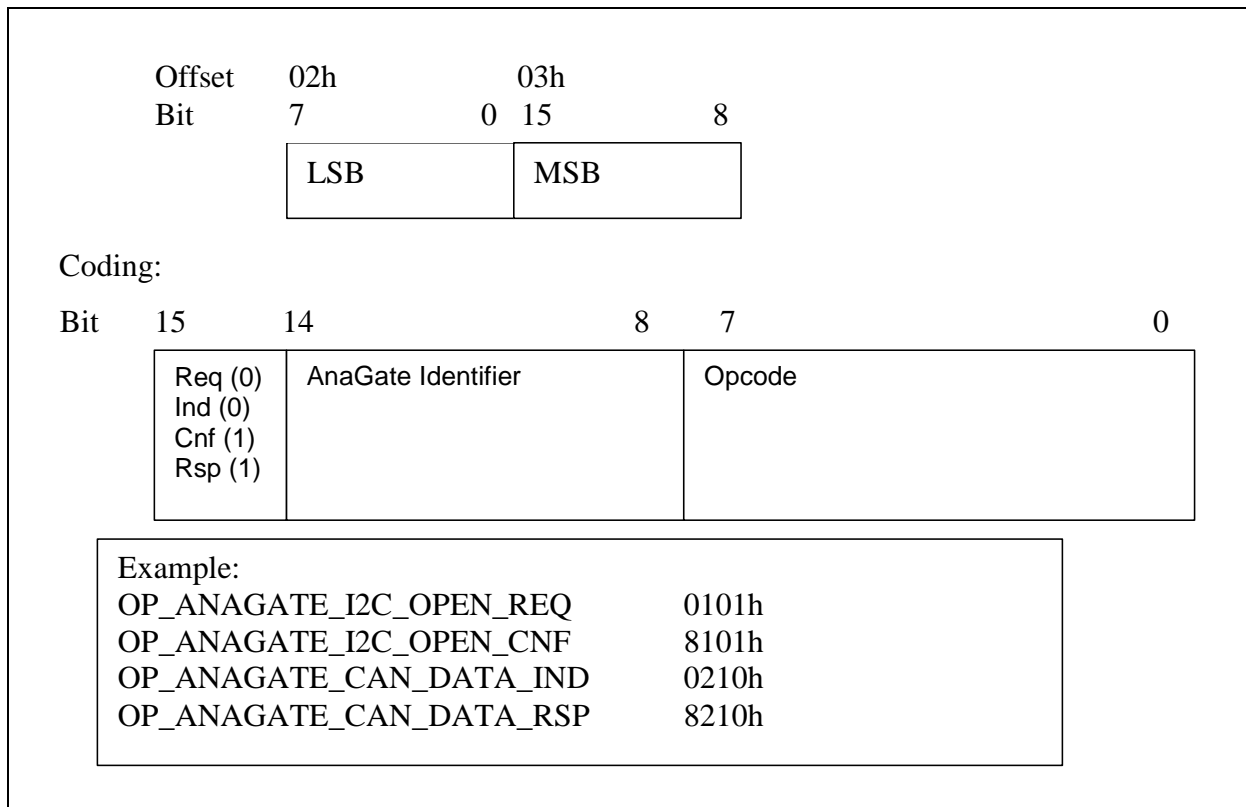 Offset 02h 03h
Bit 7 0 15 8
LSB MSB
Coding:
Bit 15 14 8 7 0
Req (0) AnaGate Identifier Opcode
Ind (0)
Cnf (1)
Rsp (1)
Example:
OP_ANAGATE_I2C_OPEN_REQ 0101h
OP_ANAGATE_I2C_OPEN_CNF 8101h
OP_ANAGATE_CAN_DATA_IND 0210h
OP_ANAGATE_CAN_DATA_RSP 8210h